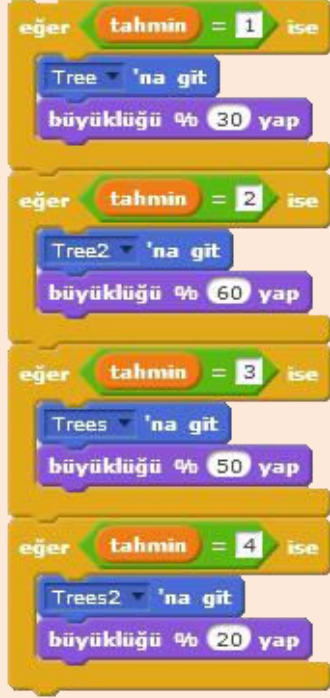 eğer tahmin = 1 ise
Tree 'na git
büyüklüğü % 30 yap
eğer tahmin = 2 ise
Tree2 'na git
büyüklüğü % 60 yap
eğer tahmin = 3 ise
Trees 'na git
büyüklüğü % 50 yap
eğer tahmin = 4 ise
Trees2 'na git
büyüklüğü % 20 yap